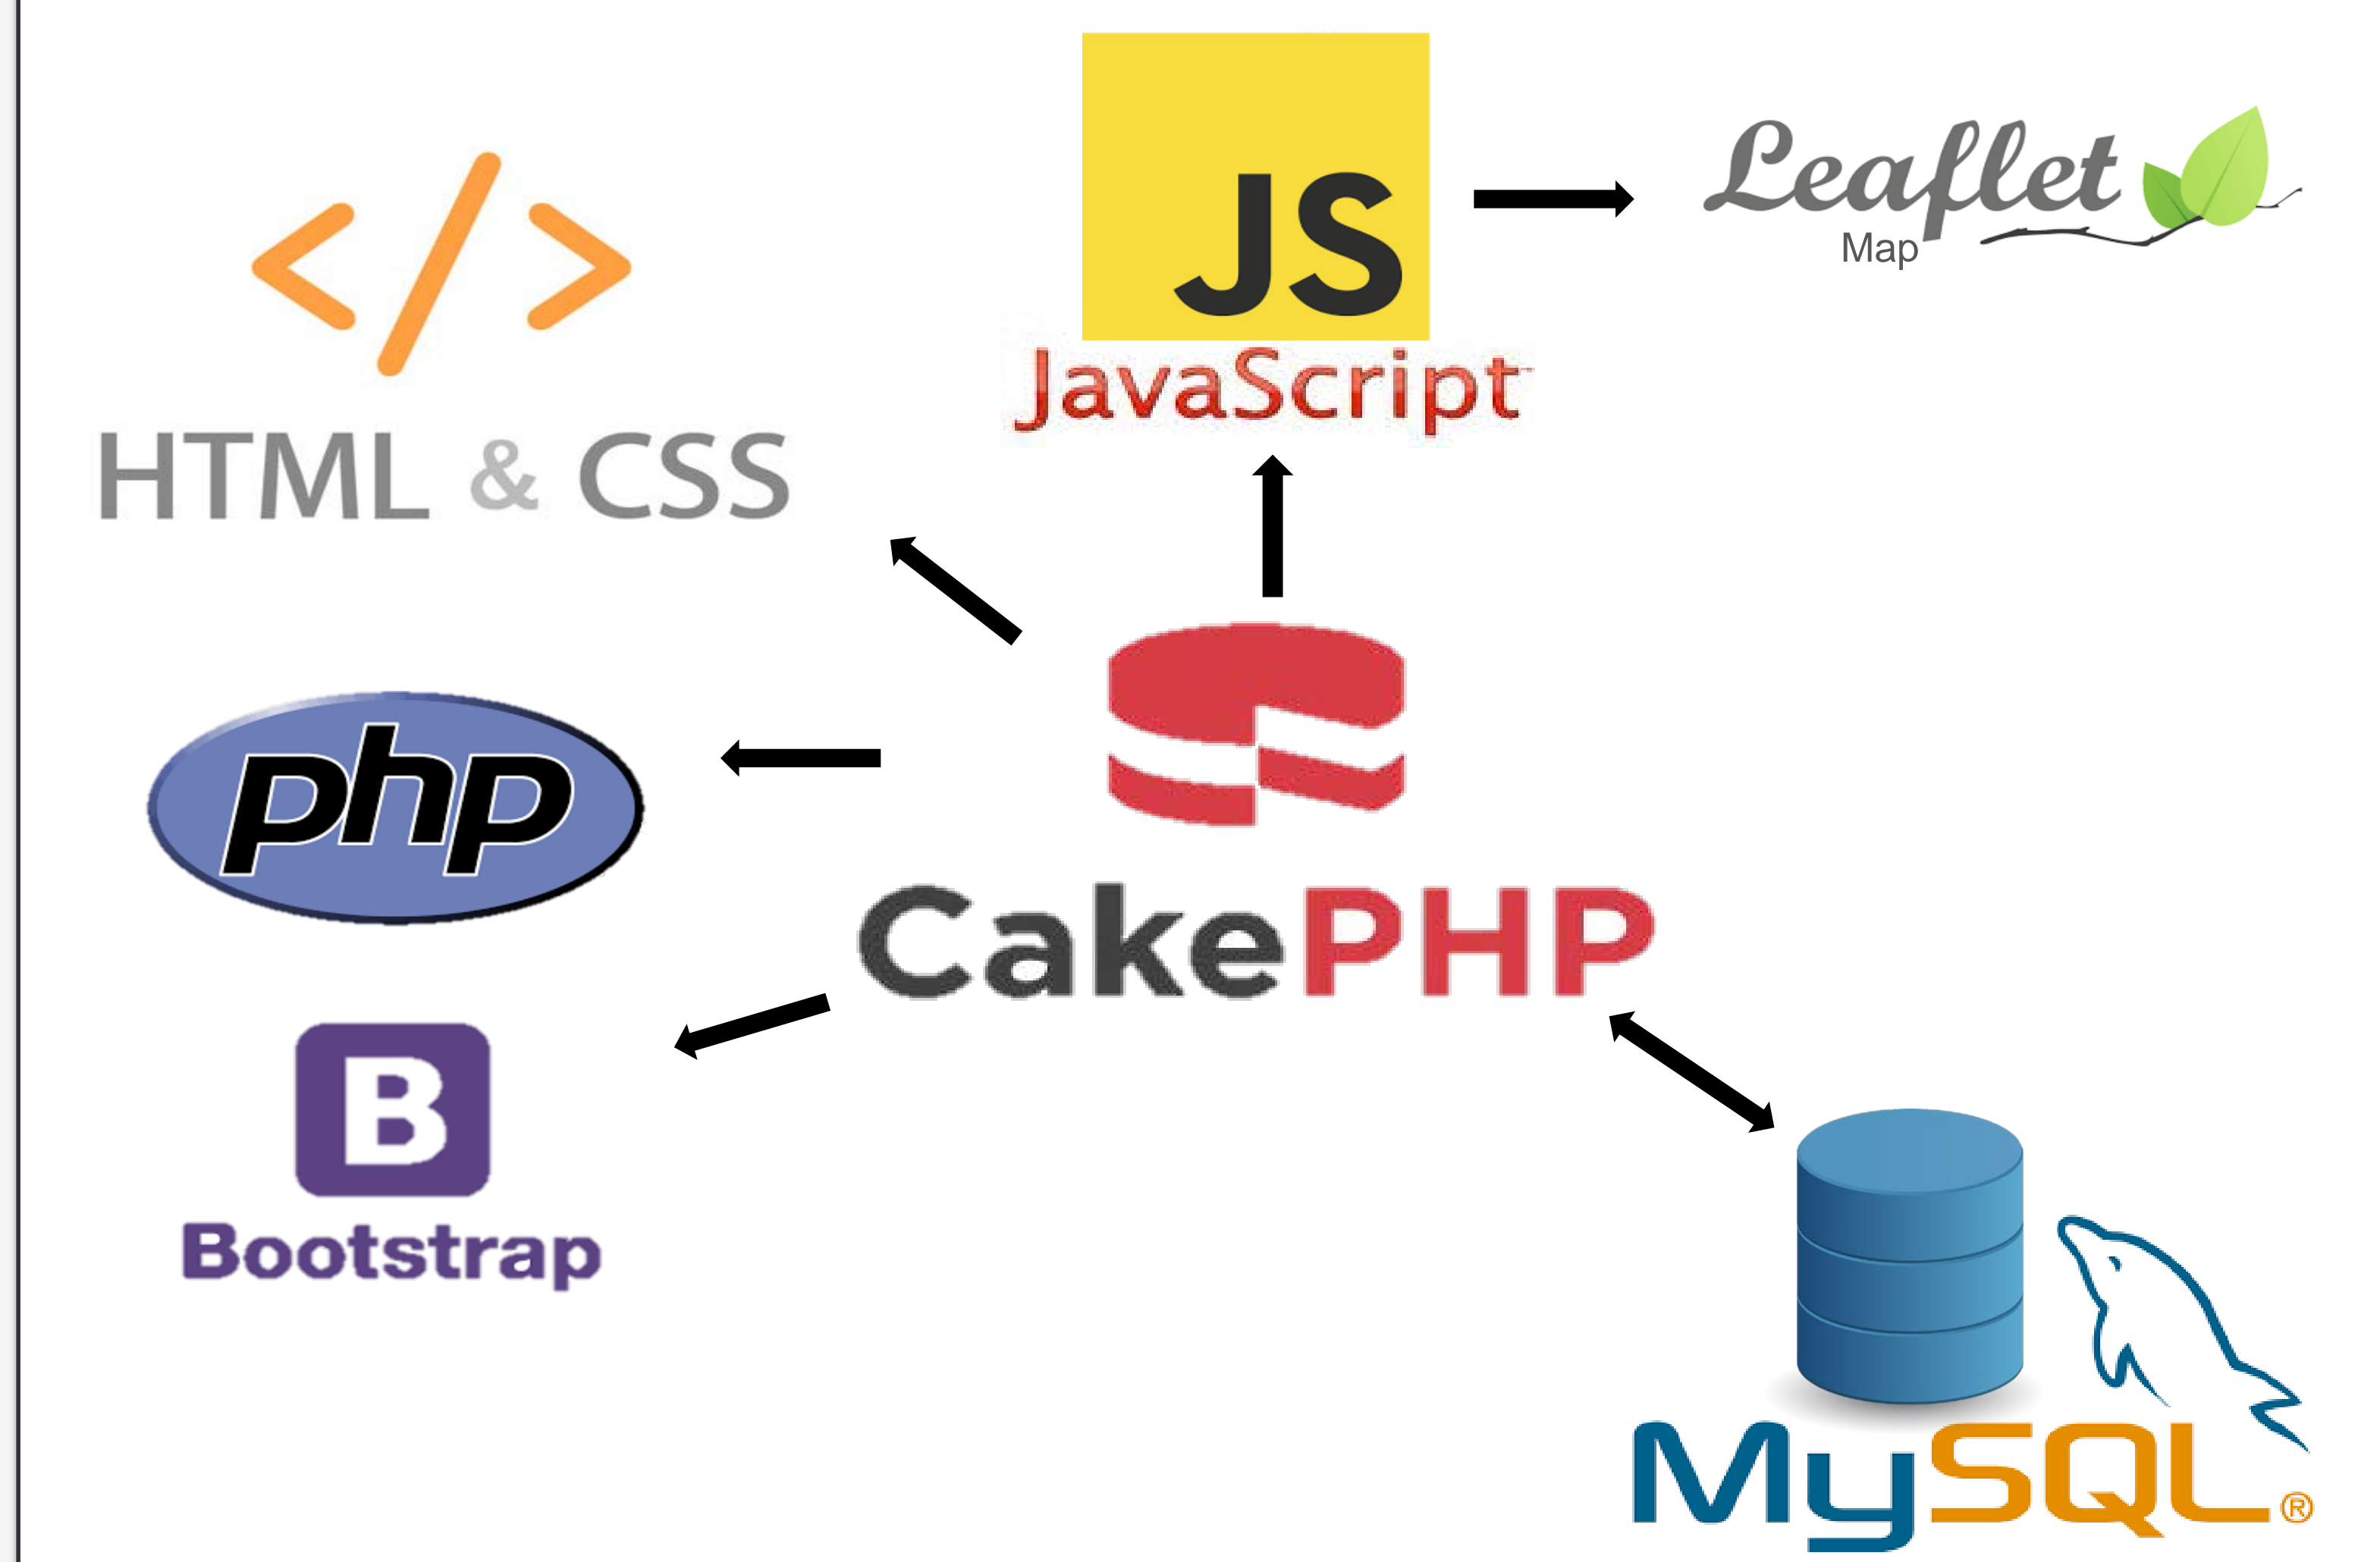 JS
JavaScript
Leaflet
Map
</>
HTML & CSS
php
CakePHP
B
Bootstrap
MySQL®